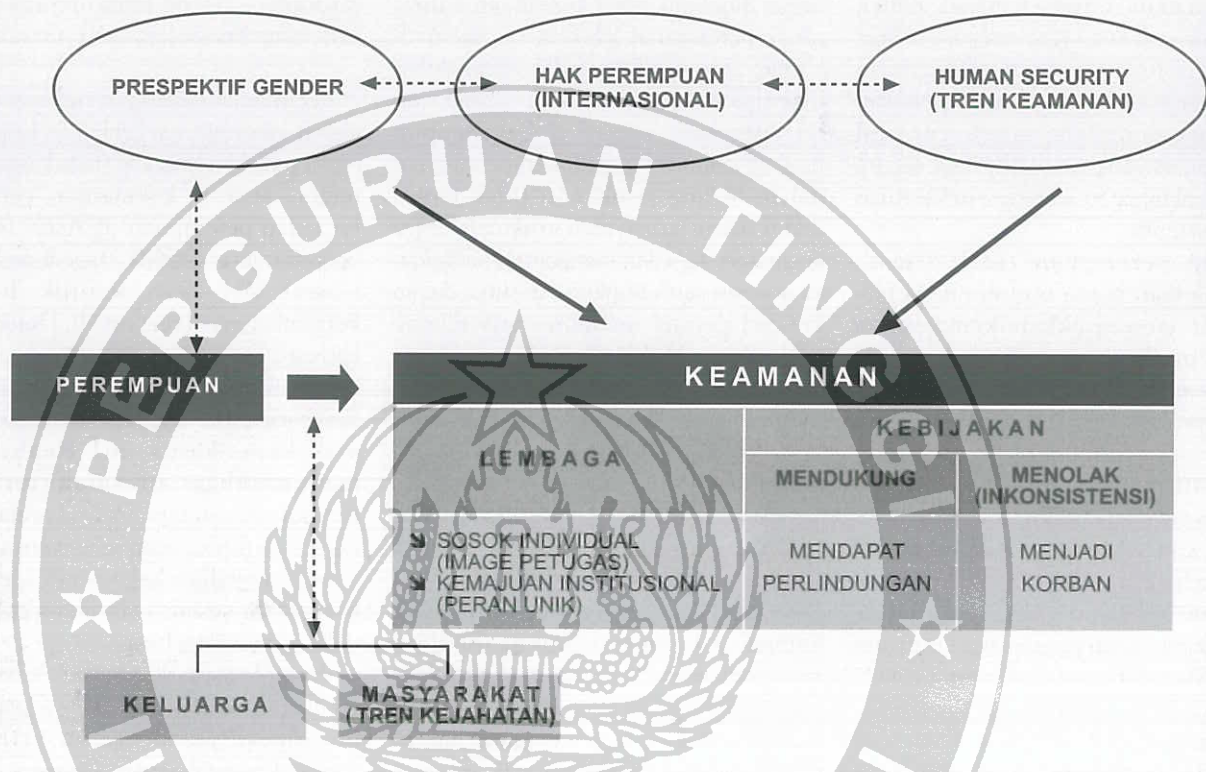 PRESPEKTIF GENDER
HAK PEREMPUAN
(INTERNASIONAL)
HUMAN SECURITY
(TREN KEAMANAN)
PERGURUAN TINGGI
PEREMPUAN
KEAMANAN
LEMBAGA
KEBIJAKAN
MENDUKUNG
MENOLAK
(INKONSISTENSI)
SOSOK INDIVIDUAL
(IMAGE PETUGAS)
KEMAJUAN INSTITUSIONAL
(PERAN UNIK)
MENDAPAT
PERLINDUNGAN
MENJADI
KORBAN
KELUARGA
MASYARAKAT
(TREN KEJAHATAN)